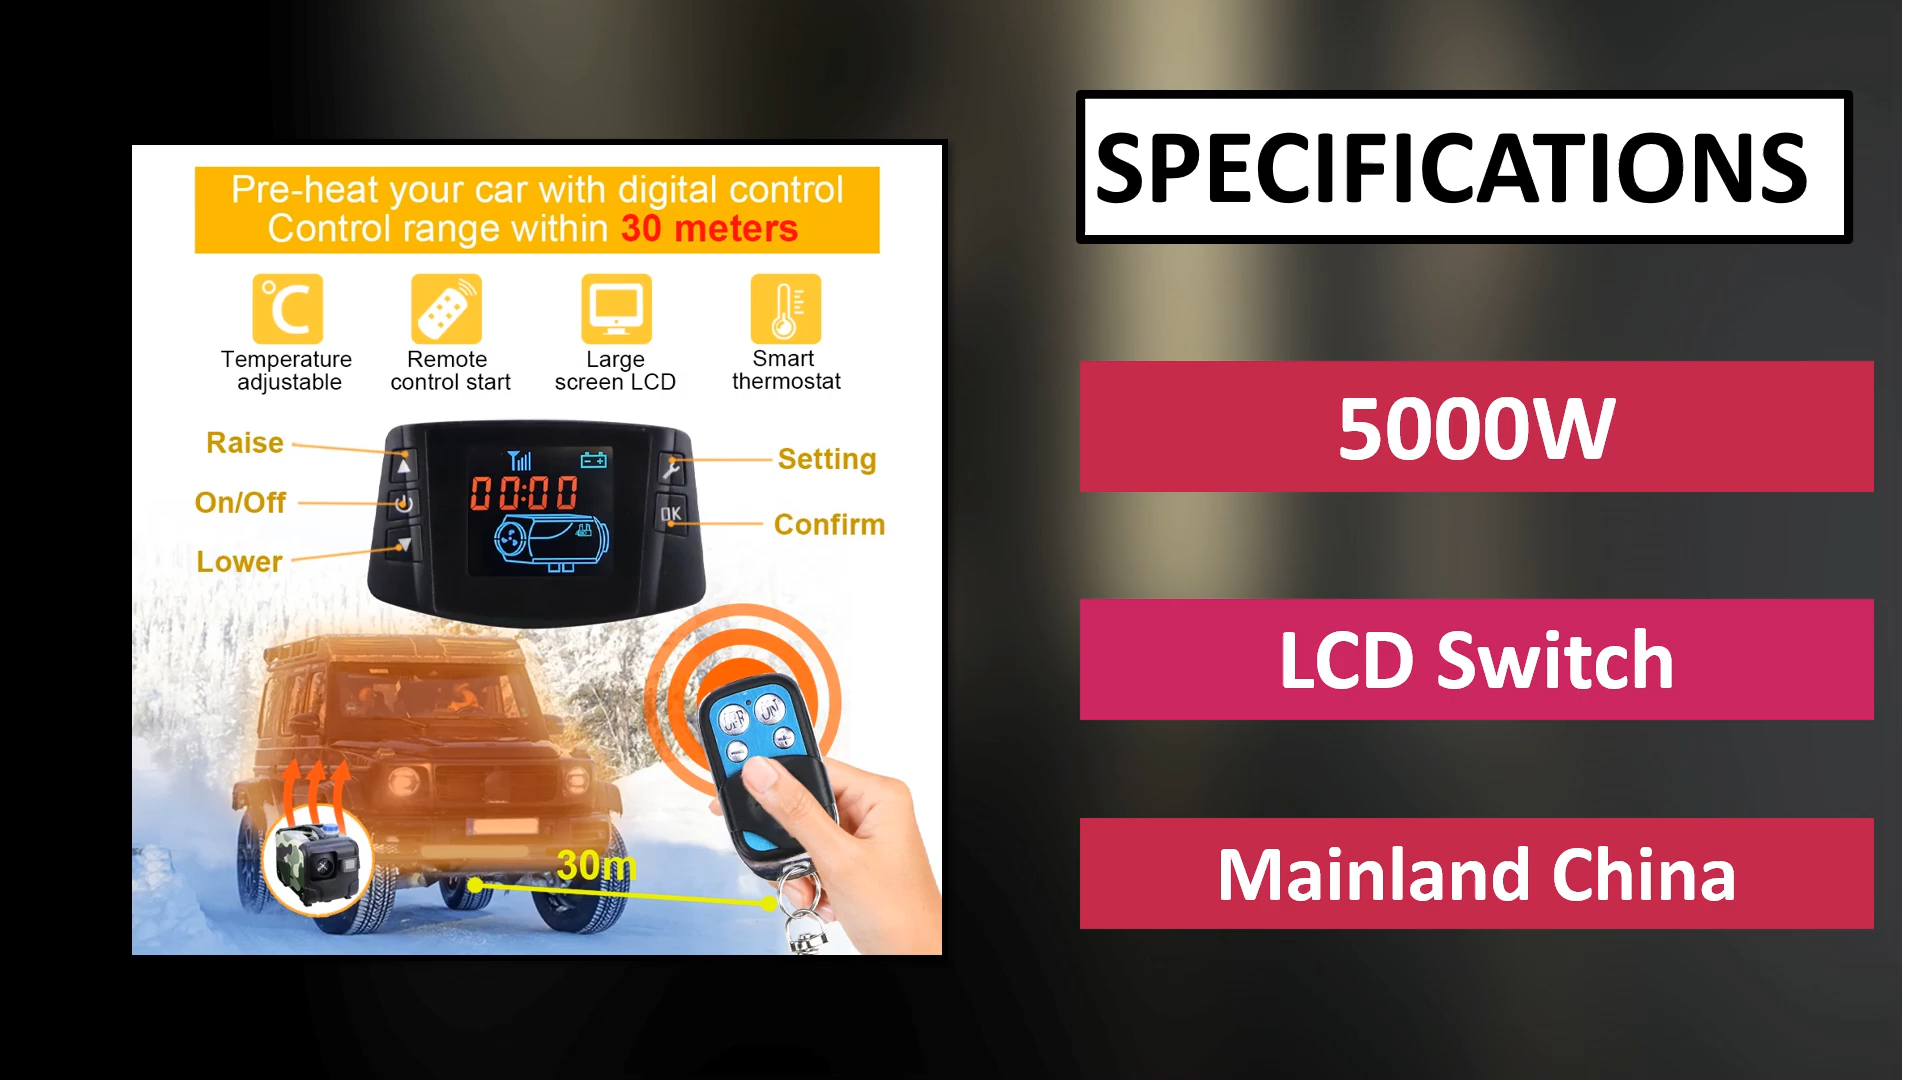 Pre-heat your car with digital control
Control range within 30 meters
Temperature
adjustable
Remote
control start
Large
screen LCD
Smart
thermostat
Raise
On/Off
Lower
00:00
OK
Setting
Confirm
OFF
ON
30m
SPECIFICATIONS
5000W
LCD Switch
Mainland China